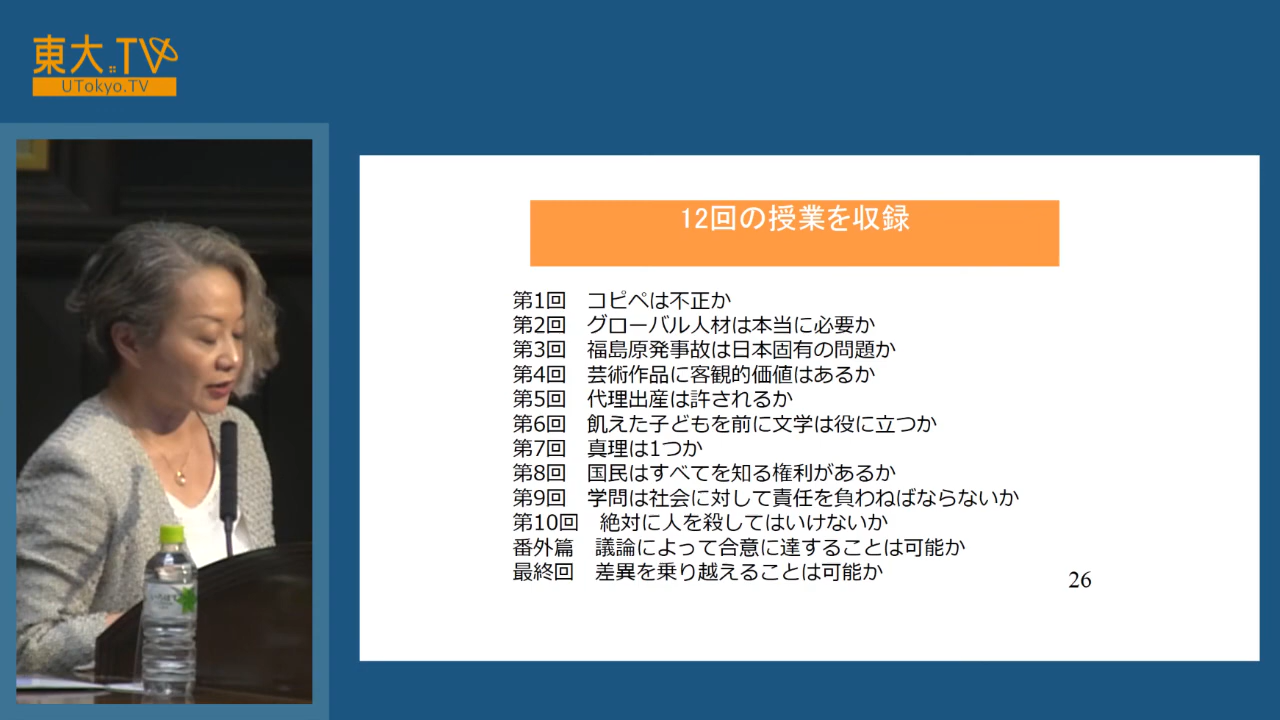 東大TV
UTokyo.TV
12回の授業を収録
第1回　コピペは不正か
第2回　グローバル人材は本当に必要か
第3回　福島原発事故は日本固有の問題か
第4回　芸術作品に客観的価値はあるか
第5回　代理出産は許されるか
第6回　飢えた子どもを前に文学は役に立つか
第7回　真理は1つか
第8回　国民はすべてを知る権利があるか
第9回　学問は社会に対して責任を負わねばならないか
第10回　絶対に人を殺してはいけないか
番外篇　議論によって合意に達することは可能か
最終回　差異を乗り越えることは可能か
26